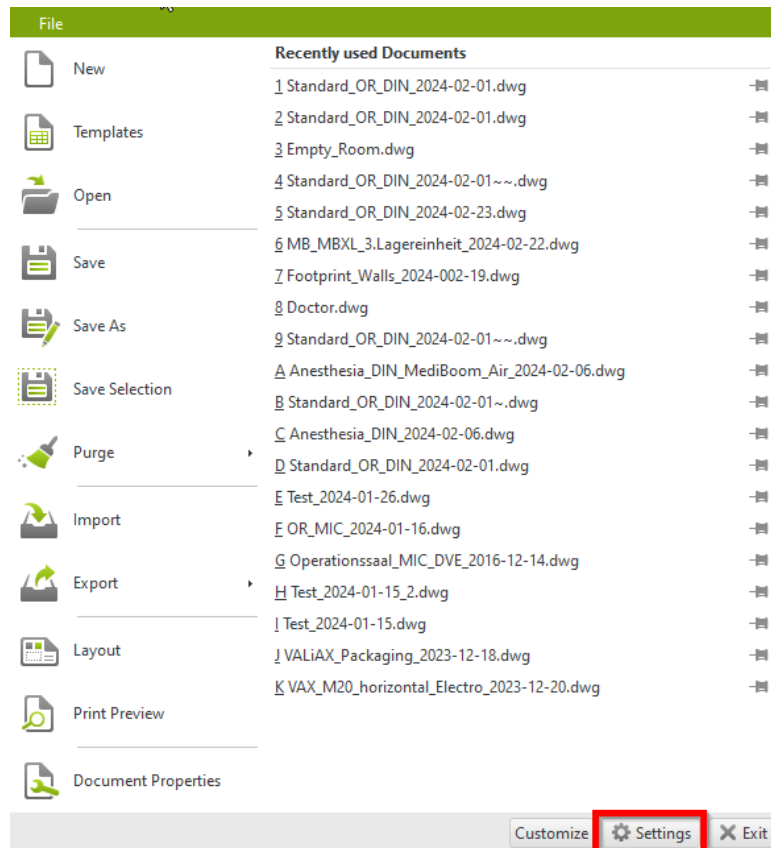 File
New
Templates
Open
Save
Save As
Save Selection
Purge
Import
Export
Layout
Print Preview
Document Properties
Recently used Documents
1 Standard_OR_DIN_2024-02-01.dwg
2 Standard_OR_DIN_2024-02-01.dwg
3 Empty_Room.dwg
4 Standard_OR_DIN_2024-02-01~~.dwg
5 Standard_OR_DIN_2024-02-23.dwg
6 MB_MBXL_3.Lagereinheit_2024-02-22.dwg
7 Footprint_Walls_2024-002-19.dwg
8 Doctor.dwg
9 Standard_OR_DIN_2024-02-01~~.dwg
A Anesthesia_DIN_MediBoom_Air_2024-02-06.dwg
B Standard_OR_DIN_2024-02-01~.dwg
C Anesthesia_DIN_2024-02-06.dwg
D Standard_OR_DIN_2024-02-01.dwg
E Test_2024-01-26.dwg
F OR_MIC_2024-01-16.dwg
G Operationssaal_MIC_DVE_2016-12-14.dwg
H Test_2024-01-15_2.dwg
I Test_2024-01-15.dwg
J VALiAX_Packaging_2023-12-18.dwg
K VAX_M20_horizontal_Electro_2023-12-20.dwg
Customize Settings Exit